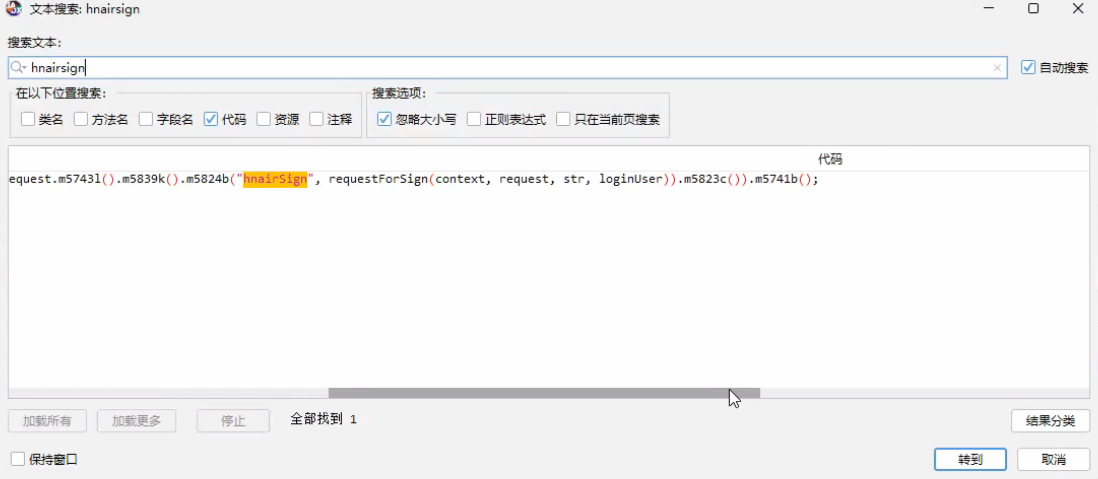 文本搜索: hnairsign
搜索文本:
hnairsign
自动搜索
在以下位置搜索:
类名 方法名 字段名 代码 资源 注释
搜索选项:
忽略大小写 正则表达式 只在当前页搜索
代码
equest.m5743l().m5839k().m5824b("hnairSign", requestForSign(context, request, str, loginUser)).m5823c()).m5741b();
加载所有 加载更多 停止 全部找到 1 结果分类
保持窗口 转到 取消